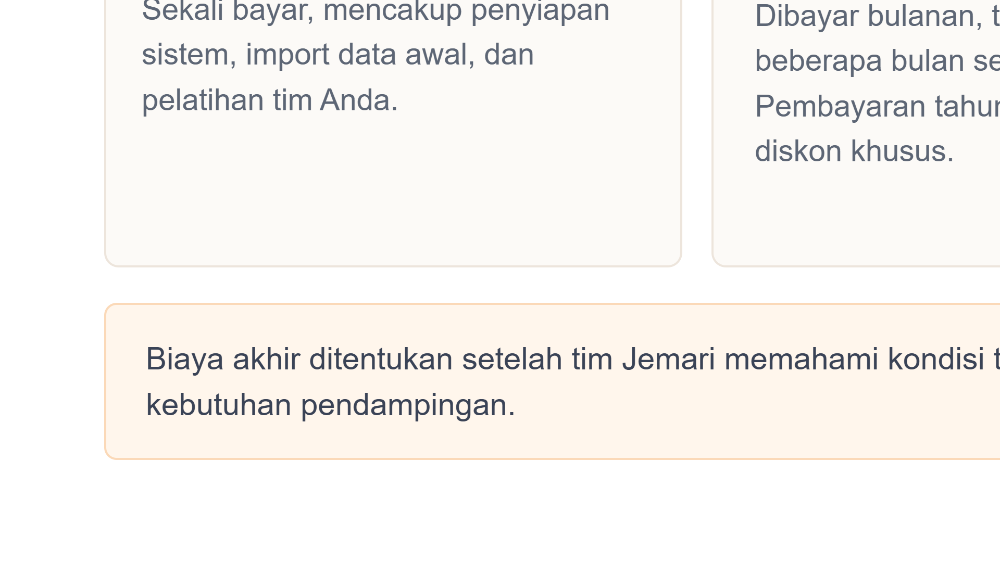 Sekali bayar, mencakup penyiapan
sistem, import data awal, dan
pelatihan tim Anda.
Dibayar bulanan,
beberapa bulan
Pembayaran
diskon khusus.
Biaya akhir ditentukan setelah tim Jemari memahami kondisi
kebutuhan pendampingan.